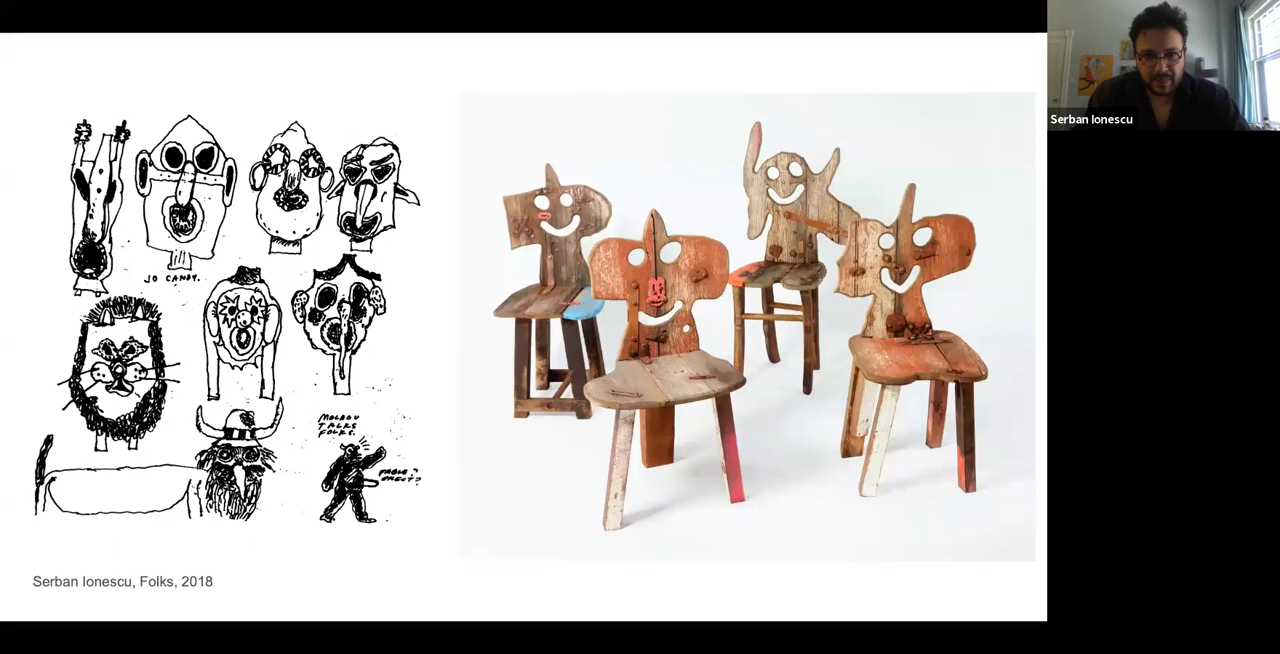 Serban Ionescu
JO CANDY.
MOLDOV
TALKS
FOLKS.
Serban Ionescu, Folks, 2018